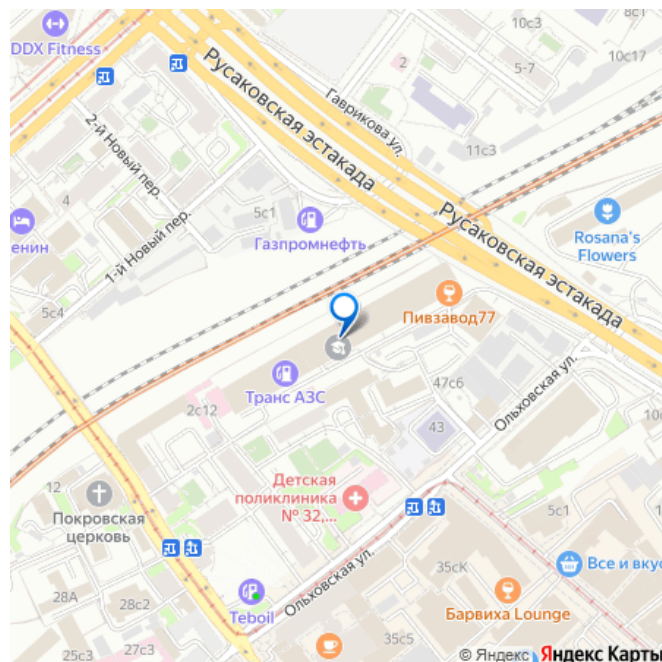 10с3
8с1
DDX Fitness
10с17
2
5-7
Русаковская эстакада
Гаврикова ул.
2-й Новый пер.
11с3
4
5с1
Русаковская эстакада
1-й Новый пер.
Газпромнефть
Rosana's
Flowers
енин
5с4
Пивзавод77
Транс АЗС
47с6
2с12
Ольховская ул.
43
12
Детская
поликлиника
№ 32,...
Покровская
церковь
5с1
35сК
Все и вкус
28А
28с2
Teboil
Ольховская ул.
Барвиха Lounge
25с1
27с3
35с5
© Яндекс
Яндекс Карты